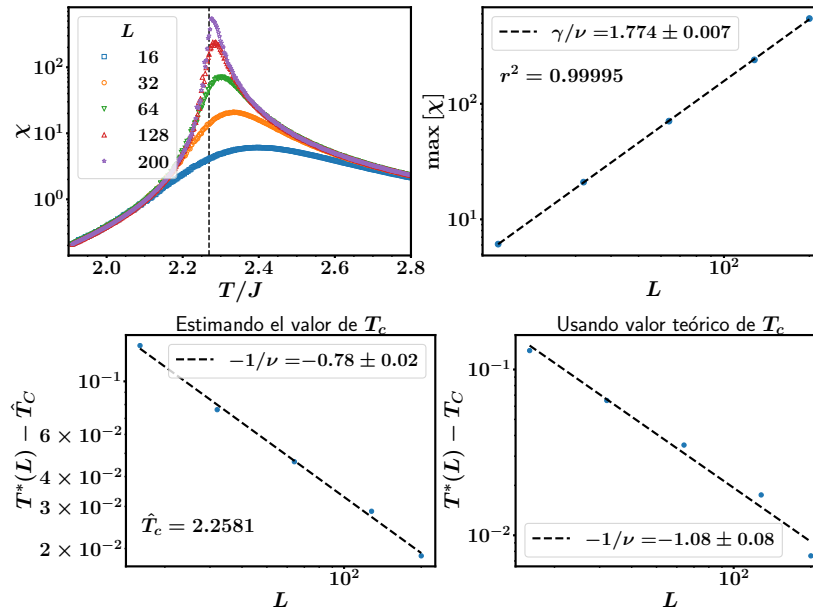 χ
10²
10¹
10⁰
L
16
32
64
128
200
2.0
2.2
2.4
2.6
2.8
T/J
max [χ]
10²
10¹
γ/ν =1.774 ± 0.007
r² = 0.99995
10²
L
Estimando el valor de T_c
T*(L) − T̂_C
10⁻¹
6 × 10⁻²
4 × 10⁻²
3 × 10⁻²
2 × 10⁻²
−1/ν =−0.78 ± 0.02
T̂_c = 2.2581
10²
L
Usando valor teórico de T_c
T*(L) − T_C
10⁻¹
10⁻²
−1/ν =−1.08 ± 0.08
10²
L